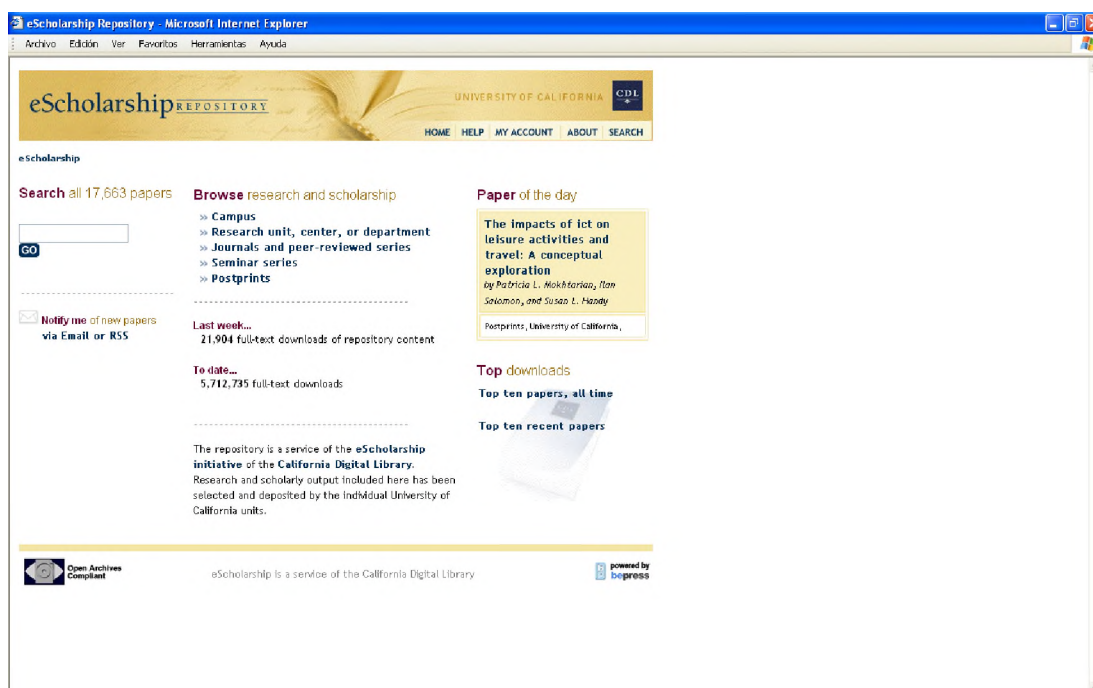 eScholarship Repository - Microsoft Internet Explorer
Archivo Edición Ver Favoritos Herramientas Ayuda
eScholarship REPOSITORY
UNIVERSITY OF CALIFORNIA
CDL
HOME HELP MY ACCOUNT ABOUT SEARCH
eScholarship
Search all 17,663 papers
GO
Notify me of new papers
via Email or RSS
Browse research and scholarship
» Campus
» Research unit, center, or department
» Journals and peer-reviewed series
» Seminar series
» Postprints
Last week...
21,904 full-text downloads of repository content
To date...
5,712,735 full-text downloads
The repository is a service of the eScholarship
initiative of the California Digital Library.
Research and scholarly output included here has been
selected and deposited by the individual University of
California units.
Paper of the day
The impacts of ict on
leisure activities and
travel: A conceptual
exploration
by Patricia L. Mokhtarian, Ilan
Salomon, and Susan L. Handy
Postprints, University of California,
Top downloads
Top ten papers, all time
Top ten recent papers
Open Archives
Compliant
eScholarship is a service of the California Digital Library
powered by
bepress